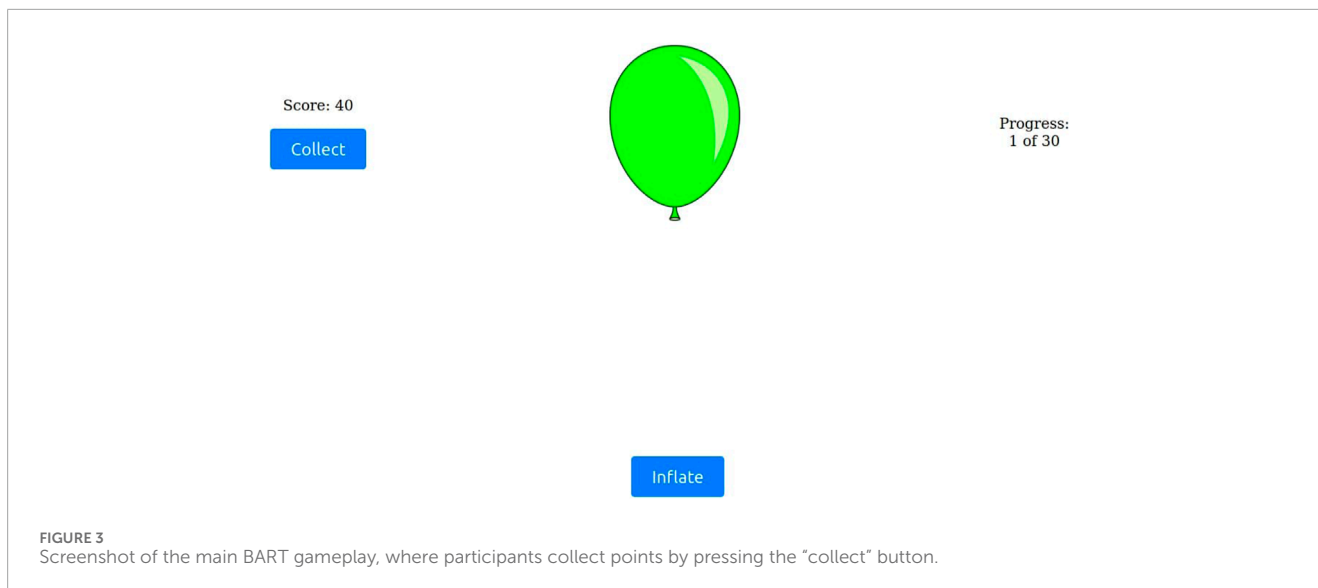 Score: 40
Collect
Progress:
1 of 30
Inflate
FIGURE 3
Screenshot of the main BART gameplay, where participants collect points by pressing the “collect” button.